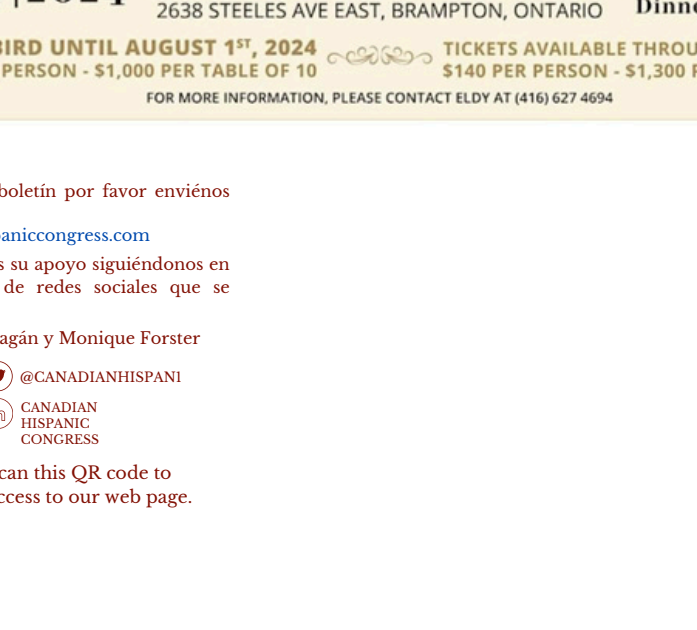 2638 STEELES AVE EAST, BRAMPTON, ONTARIO
BIRD UNTIL AUGUST 1ST, 2024
PERSON - $1,000 PER TABLE OF 10
TICKETS AVAILABLE THROU
$140 PER PERSON - $1,300 P
FOR MORE INFORMATION, PLEASE CONTACT ELDY AT (416) 627 4694
boletín por favor enviénos
aniccongress.com
s su apoyo siguiéndonos en
de redes sociales que se
agán y Monique Forster
@CANADIANHISPAN1
CANADIAN
HISPANIC
CONGRESS
can this QR code to
ccess to our web page.